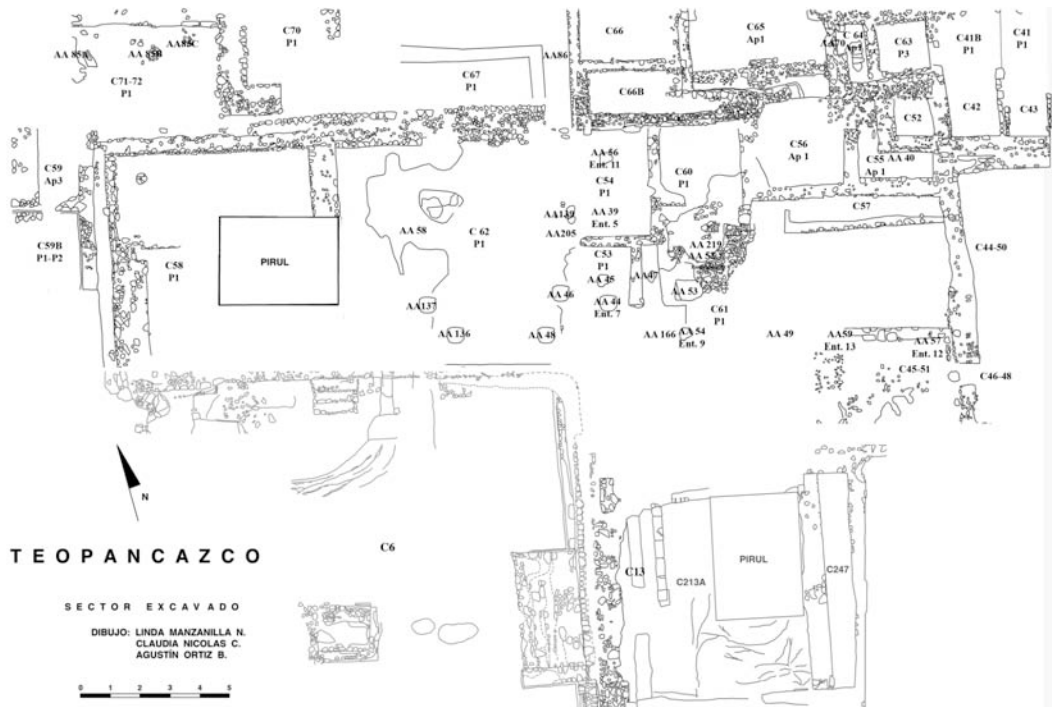 C70
P1
C66
C65
Ap1
C 64
Ap1
C63
P3
C41B
P1
C41
P1
AA 85A
AA 85B
AA85C
AA86
AA70
C71-72
P1
C67
P1
C66B
C52
C42
C43
C59
Ap3
AA 56
Ent. 11
C54
P1
C60
P1
C56
Ap 1
C55
Ap 1
AA 40
AA 39
Ent. 5
C57
AA 58
C 62
P1
AA139
AA205
AA 219
C59B
P1-P2
C58
P1
PIRUL
C53
P1
AA 45
AA47
AA 53
C44-50
AA 46
AA 44
Ent. 7
C61
P1
AA137
AA 136
AA 48
AA 166
AA 54
Ent. 9
AA 49
AA59
Ent. 13
AA 57
Ent. 12
C45-51
C46-48
N
TEOPANCAZCO
C6
C13
C213A
PIRUL
C247
SECTOR EXCAVADO
DIBUJO: LINDA MANZANILLA N.
CLAUDIA NICOLAS C.
AGUSTÍN ORTIZ B.
0 1 2 3 4 5